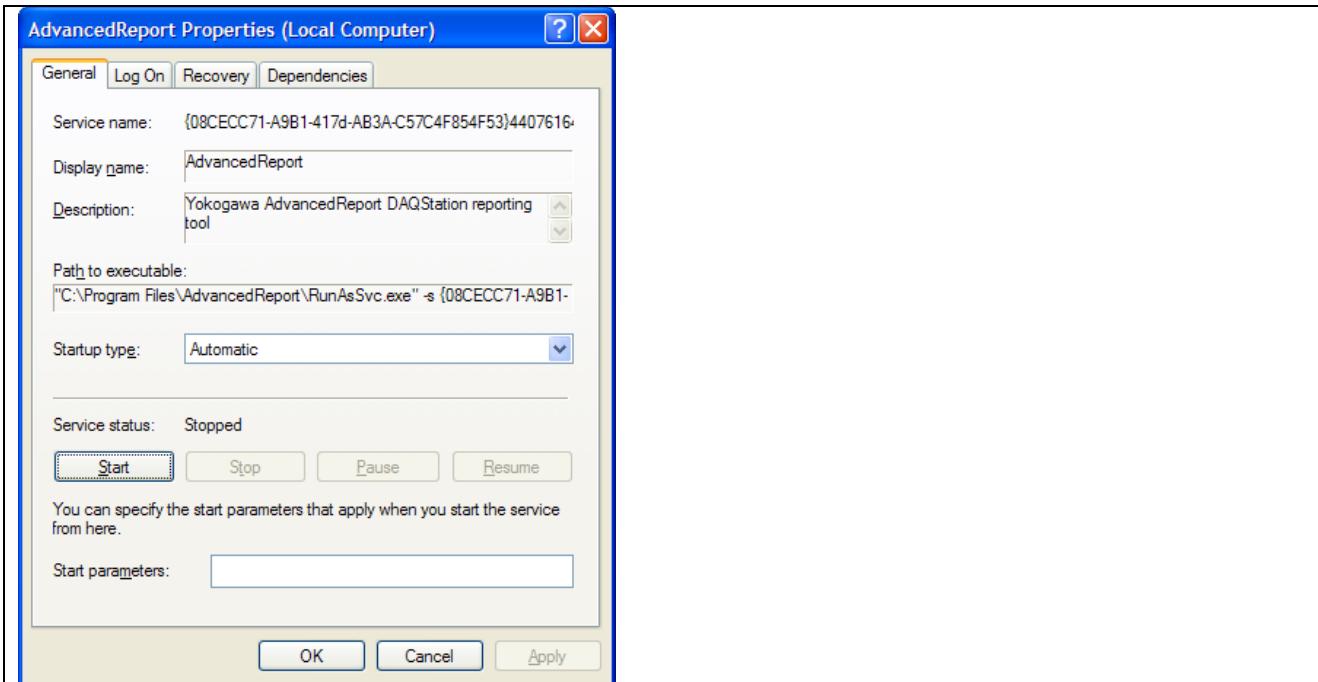 AdvancedReport Properties (Local Computer)
General Log On Recovery Dependencies
Service name: {08CECC71-A9B1-417d-AB3A-C57C4F854F53}44076164
Display name: AdvancedReport
Description: Yokogawa AdvancedReport DAQStation reporting
tool
Path to executable:
"C:\Program Files\AdvancedReport\RunAsSvc.exe" -s {08CECC71-A9B1-
Startup type: Automatic
Service status: Stopped
Start Stop Pause Resume
You can specify the start parameters that apply when you start the service
from here.
Start parameters:
OK Cancel Apply